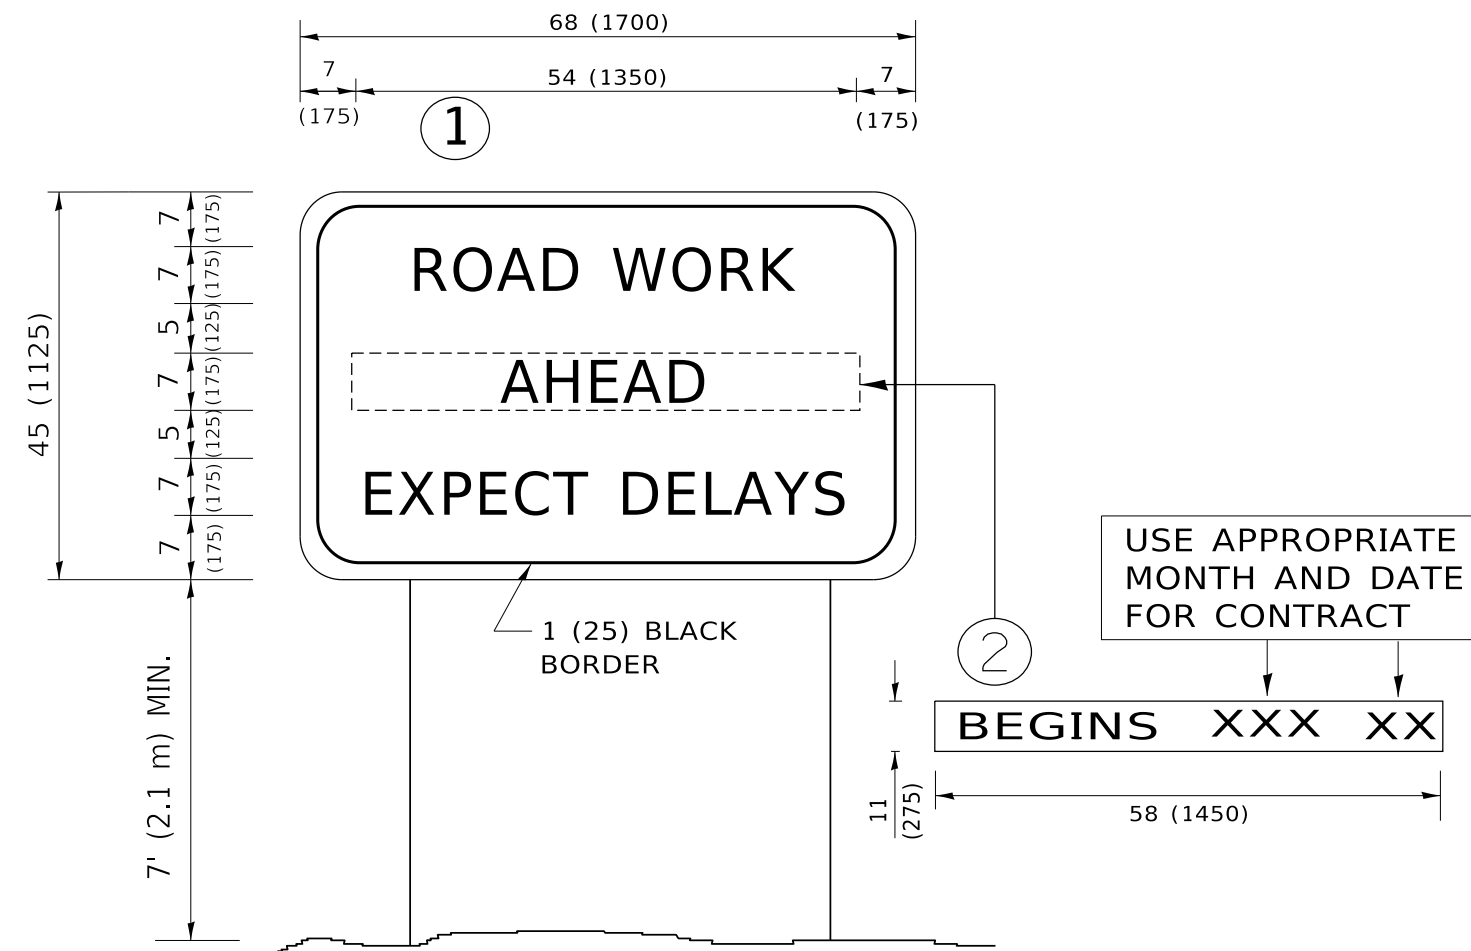 68 (1700)
7
54 (1350)
7
(175)
(175)
1
7
(175)
7
(175)
5
(125)
7
(175)
5
(125)
7
(175)
7
(175)
45 (1125)
ROAD WORK
AHEAD
EXPECT DELAYS
1 (25) BLACK
BORDER
7' (2.1 m) MIN.
USE APPROPRIATE
MONTH AND DATE
FOR CONTRACT
2
BEGINS XXX XX
11
(275)
58 (1450)